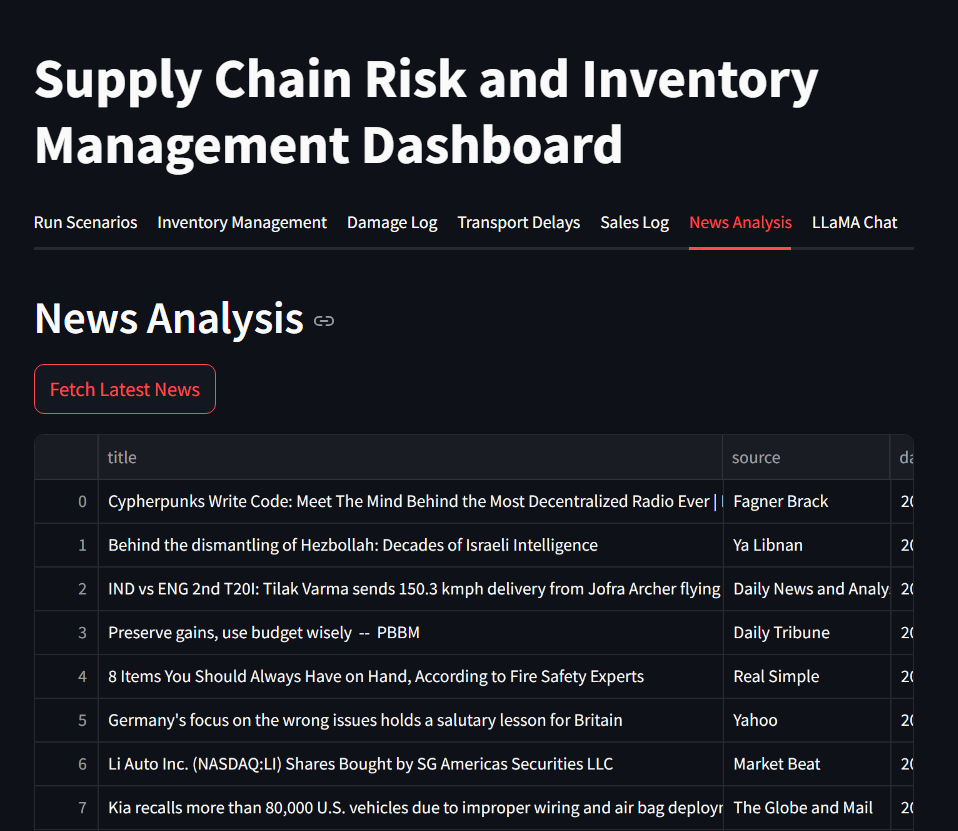 Supply Chain Risk and Inventory
Management Dashboard
Run Scenarios Inventory Management Damage Log Transport Delays Sales Log News Analysis LLaMA Chat
News Analysis
Fetch Latest News
title source da
0 Cypherpunks Write Code: Meet The Mind Behind the Most Decentralized Radio Ever | Fagner Brack 20
1 Behind the dismantling of Hezbollah: Decades of Israeli Intelligence Ya Libnan 20
2 IND vs ENG 2nd T20I: Tilak Varma sends 150.3 kmph delivery from Jofra Archer flying Daily News and Analy 20
3 Preserve gains, use budget wisely -- PBBM Daily Tribune 20
4 8 Items You Should Always Have on Hand, According to Fire Safety Experts Real Simple 20
5 Germany's focus on the wrong issues holds a salutary lesson for Britain Yahoo 20
6 Li Auto Inc. (NASDAQ:LI) Shares Bought by SG Americas Securities LLC Market Beat 20
7 Kia recalls more than 80,000 U.S. vehicles due to improper wiring and air bag deployr The Globe and Mail 20